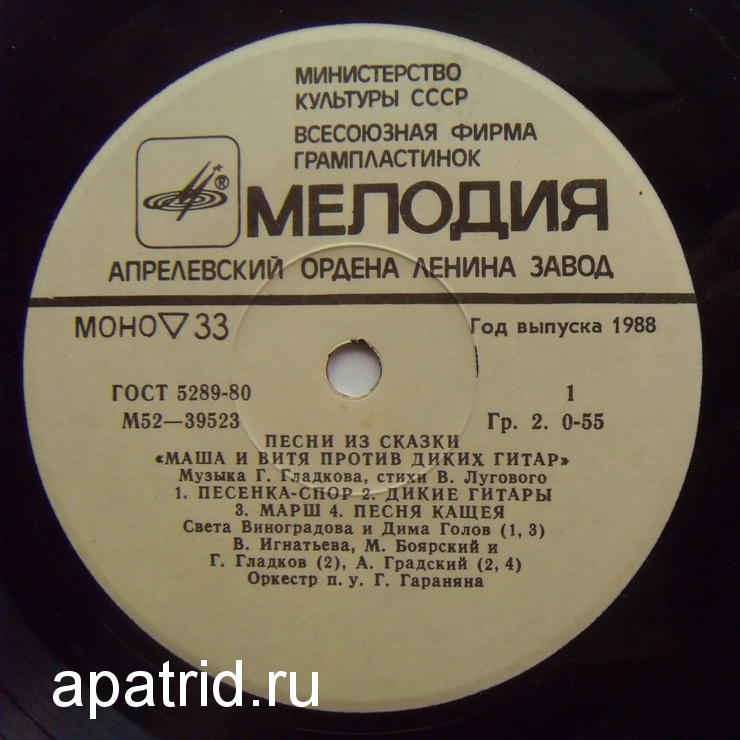 МИНИСТЕРСТВО
КУЛЬТУРЫ СССР
ВСЕСОЮЗНАЯ ФИРМА
ГРАМПЛАСТИНОК
® МЕЛОДИЯ
АПРЕЛЕВСКИЙ ОРДЕНА ЛЕНИНА ЗАВОД
МОНО ▽ 33 Год выпуска 1988
ГОСТ 5289-80 1
М52—39523 Гр. 2. 0-55
ПЕСНИ ИЗ СКАЗКИ
«МАША И ВИТЯ ПРОТИВ ДИКИХ ГИТАР»
Музыка Г. Гладкова, стихи В. Лугового
1. ПЕСЕНКА-СПОР 2. ДИКИЕ ГИТАРЫ
3. МАРШ 4. ПЕСНЯ КАЩЕЯ
Света Виноградова и Дима Голов (1, 3)
В. Игнатьева, М. Боярский и
Г. Гладков (2), А. Градский (2, 4)
Оркестр п. у. Г. Гараняна
apatrid.ru